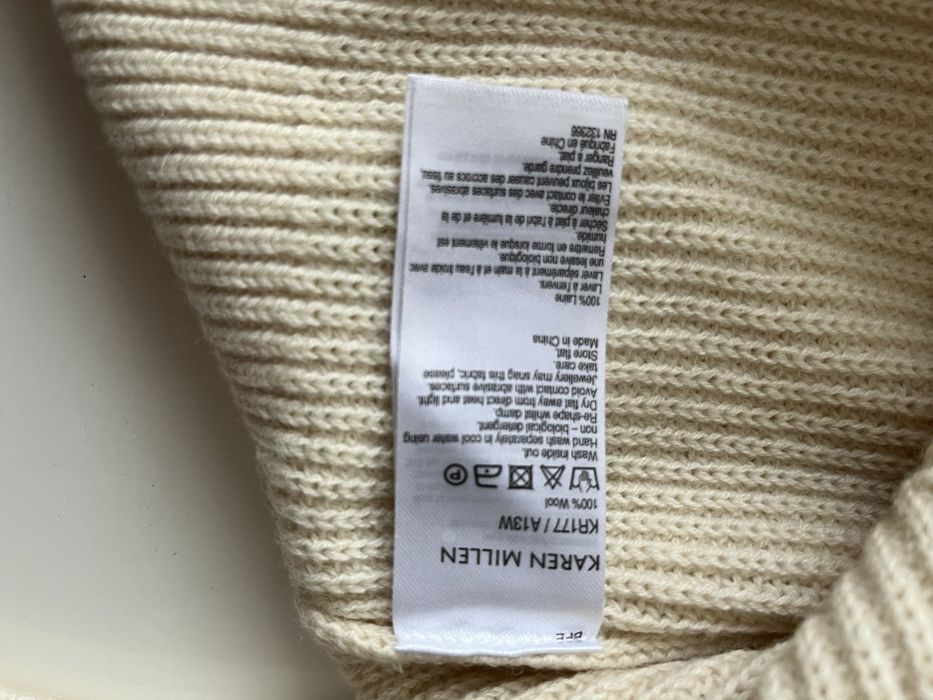 KAREN MILLEN
KR177 / A13W
100% Wool
P
Wash inside out.
Hand wash separately in cool water using
non – biological detergent.
Re-shape whilst damp.
Dry flat away from direct heat and light.
Avoid contact with abrasive surfaces.
Jewellery may snag this fabric, please
take care.
Store flat.
Made in China
100% Laine
Laver à l'envers.
Laver séparément à la main et à l'eau froide avec
une lessive non biologique.
Remettre en forme lorsque le vêtement est
humide.
Sécher à plat à l'abri de la lumière et de la
chaleur directe.
Eviter le contact avec des surfaces abrasives.
Les bijoux peuvent causer des accrocs au tissu,
veuillez prendre garde.
Ranger à plat.
Fabriqué en Chine
RN 132366